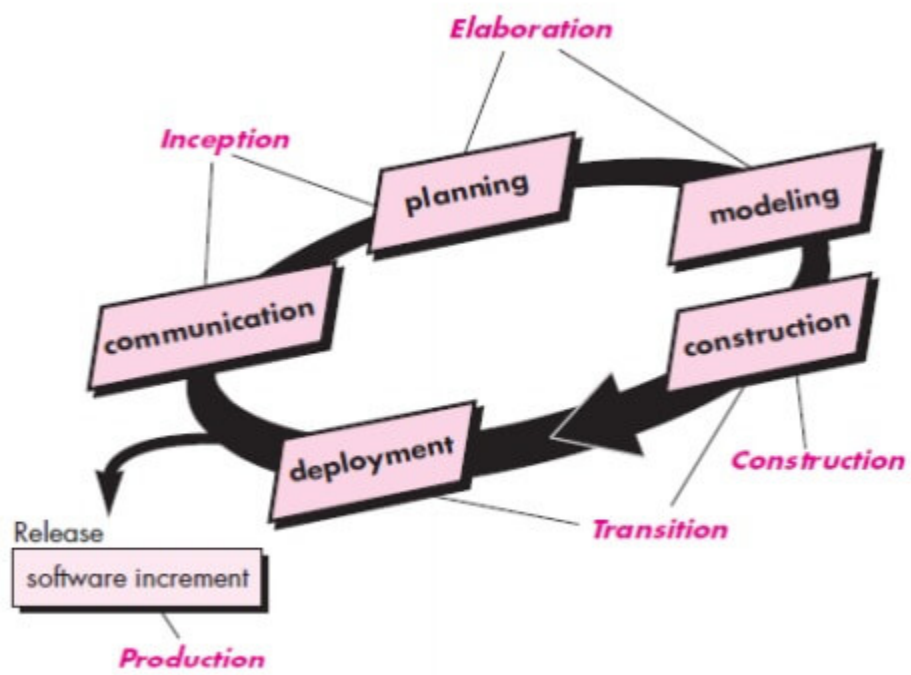 Elaboration
Inception
planning
modeling
communication
construction
deployment
Construction
Transition
Release
software increment
Production